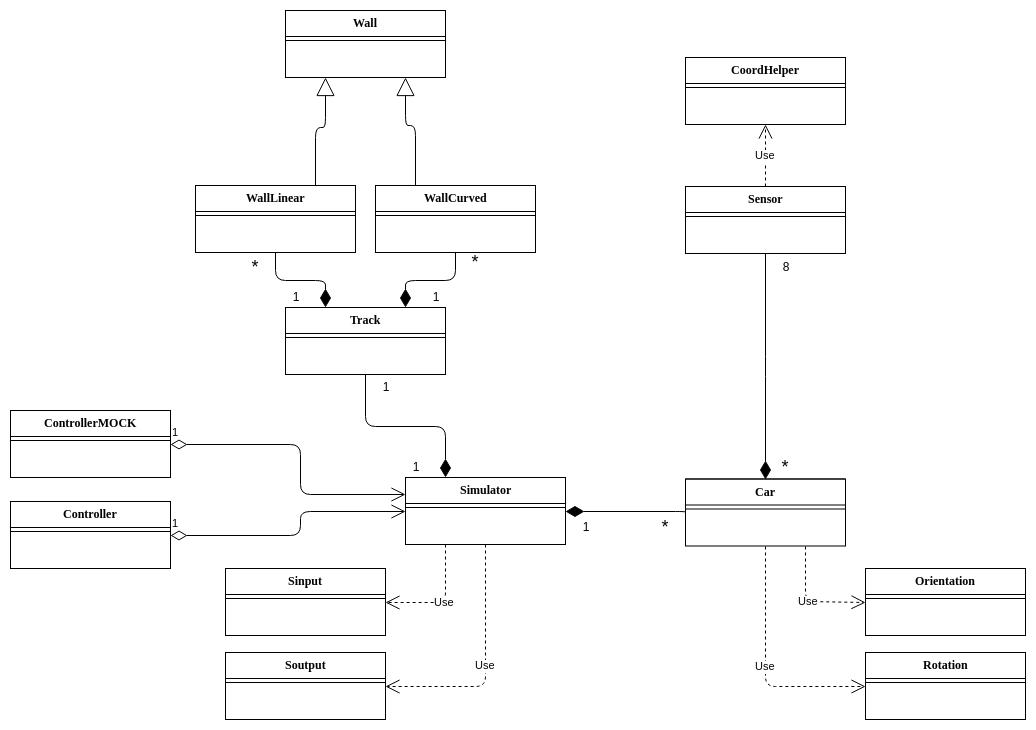 Wall
CoordHelper
Use
WallLinear
WallCurved
Sensor
*
*
8
1
1
Track
1
ControllerMOCK
1
1
*
Simulator
Car
Controller
1
1
*
Sinput
Use
Use
Orientation
Soutput
Use
Use
Rotation